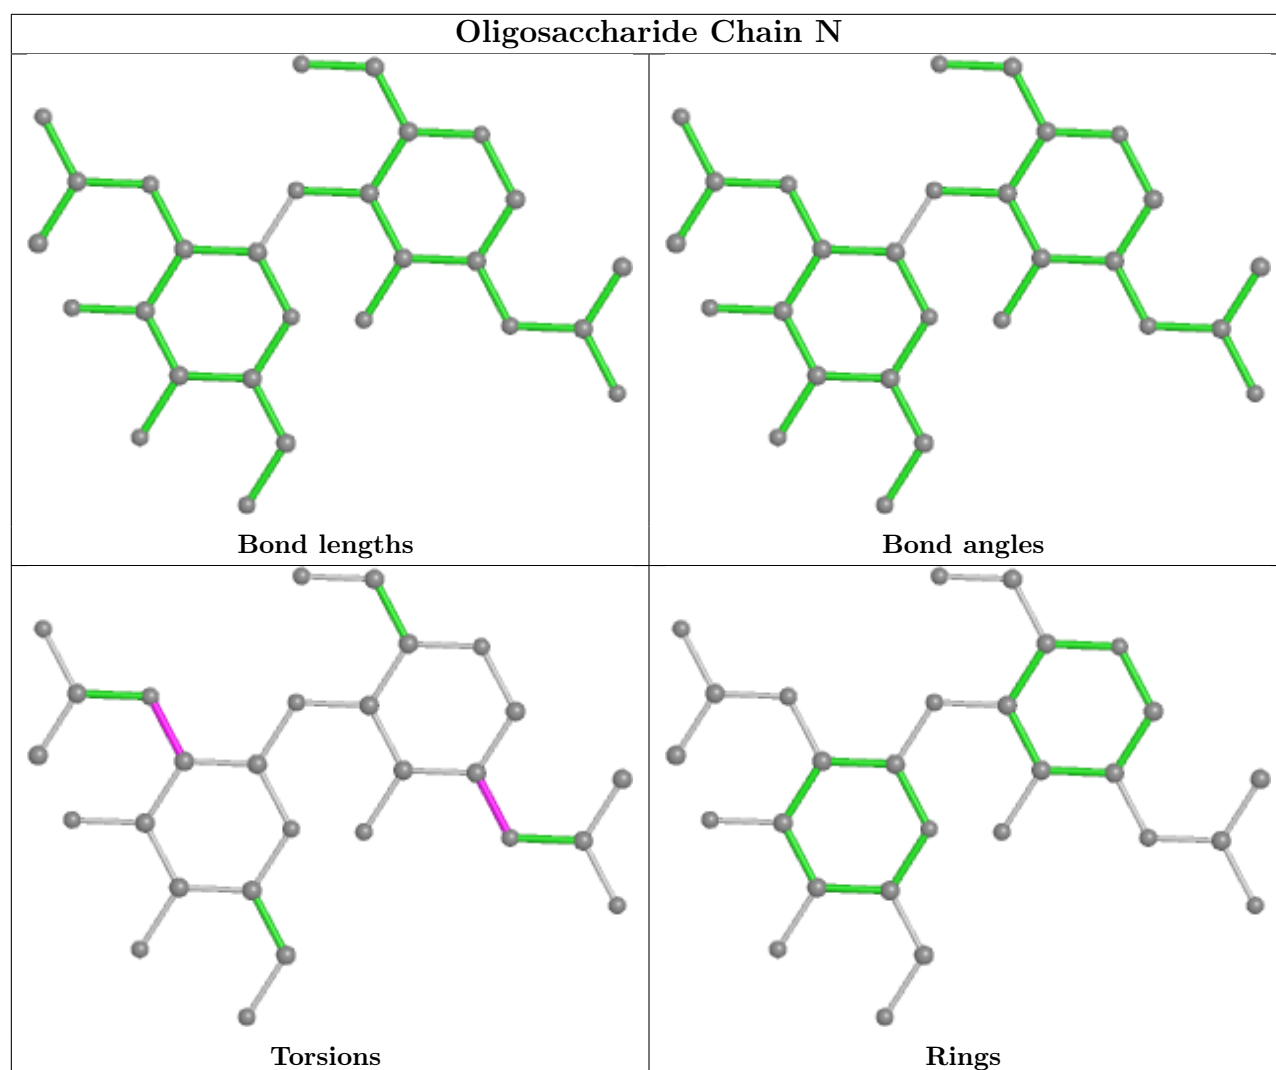 Oligosaccharide Chain N
Bond lengths
Bond angles
Torsions
Rings